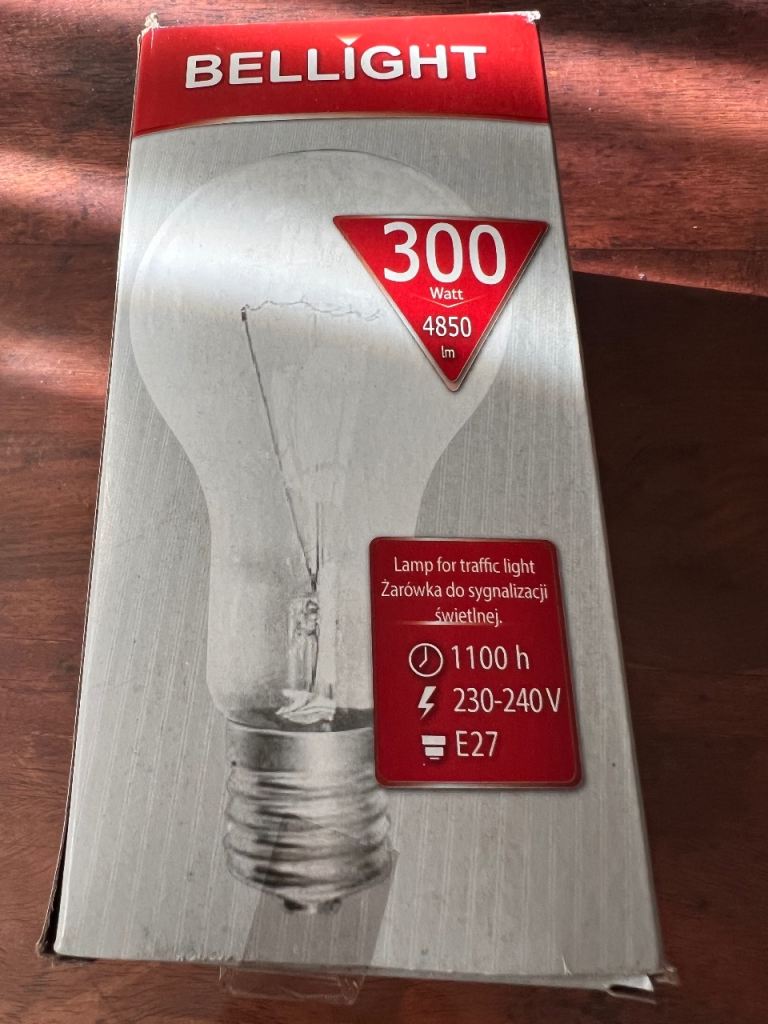 BELLIGHT
300
Watt
4850
lm
Lamp for traffic light
Żarówka do sygnalizacji
świetlnej.
1100 h
230-240 V
E27